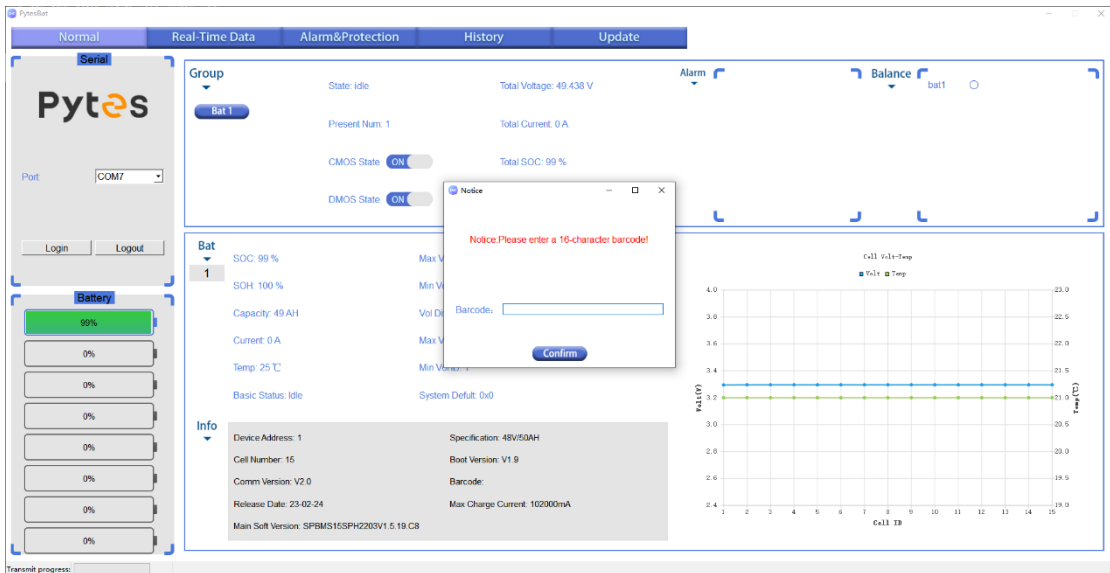 PytesBat
Normal
Real-Time Data
Alarm&Protection
History
Update
Serial
Pytes
Port:
COM7
Login
Logout
Battery
99%
0%
0%
0%
0%
0%
0%
0%
Transmit progress:
Group
Bat 1
State: idle
Total Voltage: 49.438 V
Present Num: 1
Total Current: 0 A
CMOS State ON
Total SOC: 99 %
DMOS State ON
Alarm
Balance
bat1
Notice
Notice.Please enter a 16-character barcode!
Barcode:
Confirm
Bat
1
SOC: 99 %
Max V
SOH: 100 %
Min V
Capacity: 49 AH
Vol Di
Current: 0 A
Max V
Temp: 25 ℃
Basic Status: Idle
System Defult: 0x0
Info
Device Address: 1
Specification: 48V/50AH
Cell Number: 15
Boot Version: V1.9
Comm Version: V2.0
Barcode:
Release Date: 23-02-24
Max Charge Current: 102000mA
Main Soft Version: SPBMS15SPH2203V1.5.19.C8
Cell Volt-Temp
Volt Temp
4.0
3.8
3.6
3.4
3.2
3.0
2.8
2.6
2.4
Volt(V)
23.0
22.5
22.0
21.5
21.0
20.5
20.0
19.5
19.0
Temp(℃)
1 2 3 4 5 6 7 8 9 10 11 12 13 14 15
Cell ID